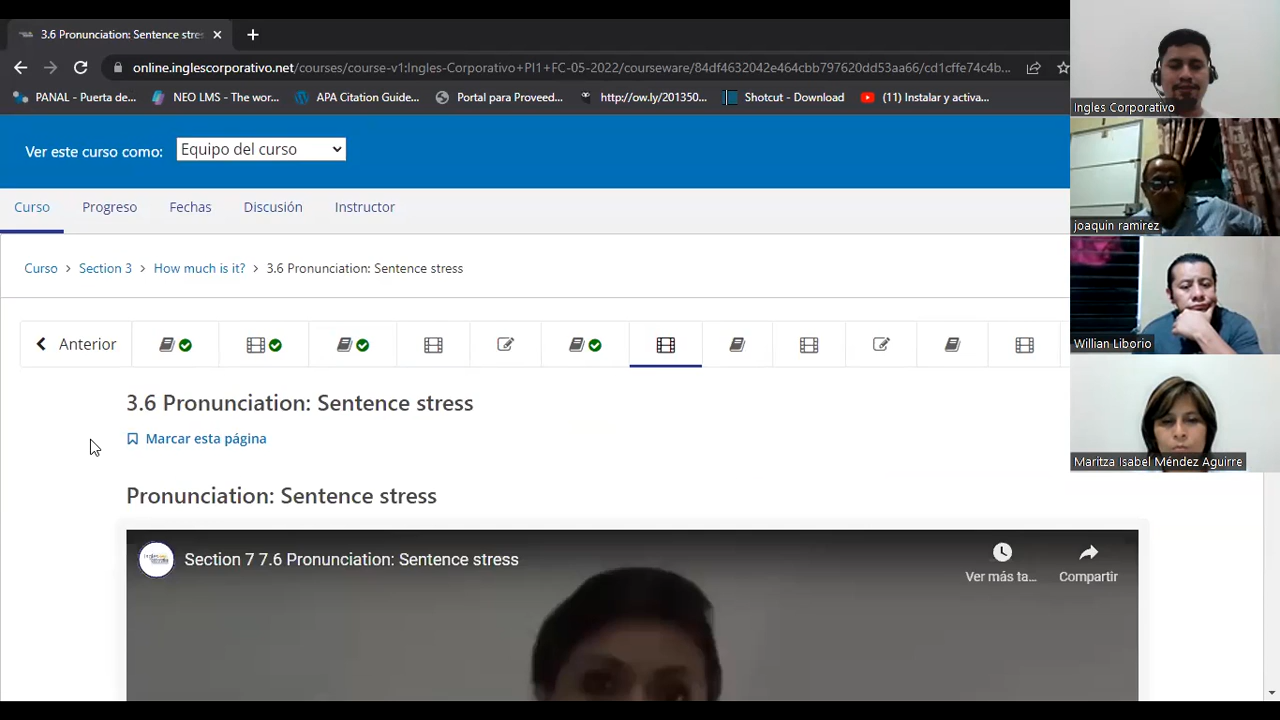 3.6 Pronunciation: Sentence stres
online.inglescorporativo.net/courses/course-v1:Ingles-Corporativo+PI1+FC-05-2022/courseware/84df4632042e464cbb797620dd53aa66/cd1cffe74c4b...
PANAL - Puerta de... NEO LMS - The wor... APA Citation Guide... Para Proveed... http://ow.ly/201350... Shotcut - Download (11) Instalar y activa...
Ver este curso como: Equipo del curso
Curso Progreso Fechas Discusión Instructor
Curso > Section 3 > How much is it? > 3.6 Pronunciation: Sentence stress
Anterior
3.6 Pronunciation: Sentence stress
Marcar esta página
Pronunciation: Sentence stress
Section 7 7.6 Pronunciation: Sentence stress
Ver más ta... Compartir
Ingles Corporativo
joaquin ramirez
Willian Liborio
Maritza Isabel Méndez Aguirre